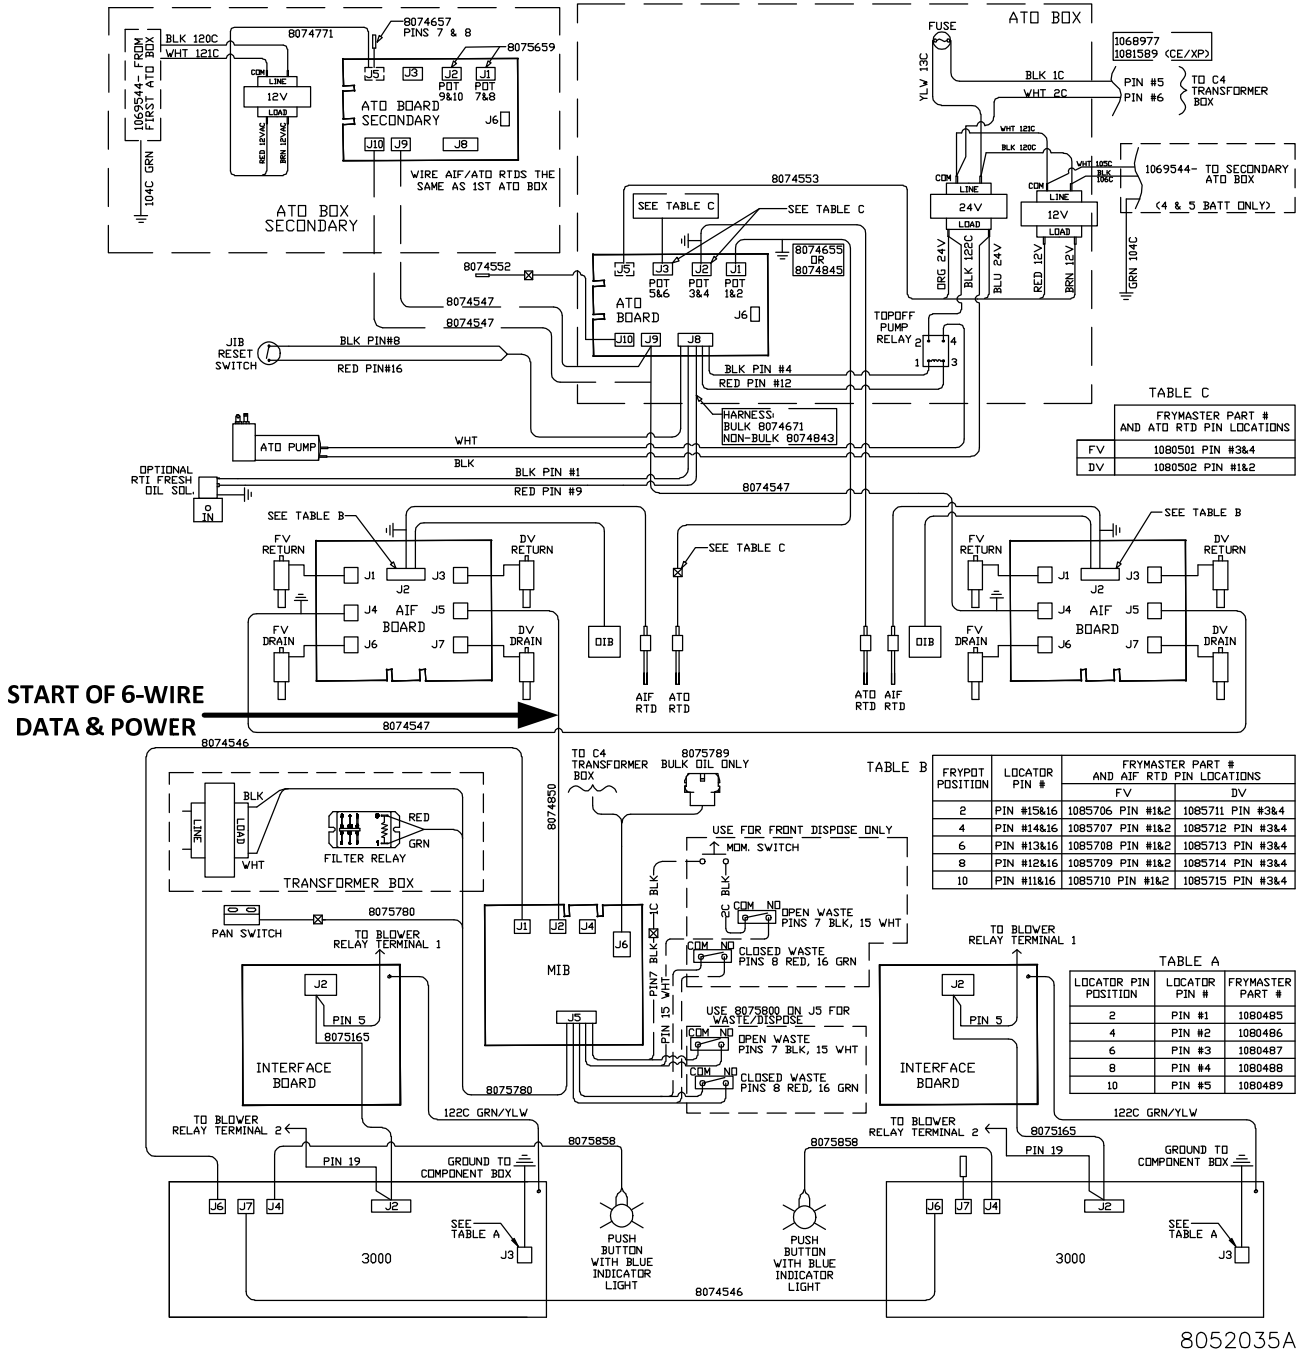 1069544- FROM
FIRST ATO BOX
104C GRN
BLK 120C
WHT 121C
8074771
COM
LINE
12V
LOAD
RED 12VAC
BRN 12VAC
8074657
PINS 7 & 8
8075659
J5
J3
J2
J1
POT
9&10
POT
7&8
ATO BOARD
SECONDARY
J6
J10
J9
J8
WIRE AIF/ATO RTDS THE
SAME AS 1ST ATO BOX
ATO BOX
SECONDARY
ATO BOX
FUSE
YLW 13C
1068977
1081589 (CE/XP)
BLK 1C
WHT 2C
PIN #5
PIN #6
TO C4
TRANSFORMER
BOX
WHT 121C
BLK 120C
WHT 105C
BLK
106C
1069544- TO SECONDARY
ATO BOX
(4 & 5 BATT ONLY)
GRN 104C
COM
LINE
24V
LOAD
COM
LINE
12V
LOAD
ORG 24V
BLK 122C
BLU 24V
RED 12V
BRN 12V
8074553
SEE TABLE C
SEE TABLE C
8074655
OR
8074845
8074552
J5
J3
J2
J1
POT
5&6
POT
3&4
POT
1&2
ATO
BOARD
J6
J10
J9
J8
8074547
8074547
TOPOFF
PUMP
RELAY
2
4
1
3
JIB
RESET
SWITCH
BLK PIN#8
RED PIN#16
BLK PIN #4
RED PIN #12
HARNESS:
BULK 8074671
NON-BULK 8074843
TABLE C
FRYMASTER PART #
AND ATO RTD PIN LOCATIONS
FV 1080501 PIN #3&4
DV 1080502 PIN #1&2
ATO PUMP
WHT
BLK
OPTIONAL
RTI FRESH
OIL SOL.
O
IN
BLK PIN #1
RED PIN #9
8074547
SEE TABLE B
FV
RETURN
DV
RETURN
J1
J2
J3
J4
AIF
BOARD
J5
J6
J7
FV
DRAIN
DV
DRAIN
OIB
SEE TABLE C
AIF
RTD
ATO
RTD
ATO
RTD
AIF
RTD
OIB
SEE TABLE B
FV
RETURN
DV
RETURN
J1
J2
J3
J4
AIF
BOARD
J5
J6
J7
FV
DRAIN
DV
DRAIN
START OF 6-WIRE
DATA & POWER
8074547
8074546
8074850
TO C4
TRANSFORMER
BOX
8075789
BULK OIL ONLY
TABLE B
FRYPOT
POSITION
LOCATOR
PIN #
FRYMASTER PART #
AND AIF RTD PIN LOCATIONS
FV
DV
2 PIN #15&16 1085706 PIN #1&2 1085711 PIN #3&4
4 PIN #14&16 1085707 PIN #1&2 1085712 PIN #3&4
6 PIN #13&16 1085708 PIN #1&2 1085713 PIN #3&4
8 PIN #12&16 1085709 PIN #1&2 1085714 PIN #3&4
10 PIN #11&16 1085710 PIN #1&2 1085715 PIN #3&4
LINE
LOAD
BLK
WHT
RED
GRN
FILTER RELAY
TRANSFORMER BOX
PAN SWITCH
8075780
USE FOR FRONT DISPOSE ONLY
MOM. SWITCH
1C BLK
2C BLK
COM NO
OPEN WASTE
PINS 7 BLK, 15 WHT
COM NO
CLOSED WASTE
PINS 8 RED, 16 GRN
PIN7 BLK
PIN 15 WHT
J1
J2
J4
J6
MIB
J5
USE 8075800 ON J5 FOR
WASTE/DISPOSE
COM NO
OPEN WASTE
PINS 7 BLK, 15 WHT
COM NO
CLOSED WASTE
PINS 8 RED, 16 GRN
8075780
TO BLOWER
RELAY TERMINAL 1
J2
PIN 5
8075165
INTERFACE
BOARD
TO BLOWER
RELAY TERMINAL 1
J2
PIN 5
INTERFACE
BOARD
TABLE A
LOCATOR PIN
POSITION
LOCATOR
PIN #
FRYMASTER
PART #
2 PIN #1 1080485
4 PIN #2 1080486
6 PIN #3 1080487
8 PIN #4 1080488
10 PIN #5 1080489
122C GRN/YLW
TO BLOWER
RELAY TERMINAL 2
PIN 19
GROUND TO
COMPONENT BOX
8075858
8075858
122C GRN/YLW
TO BLOWER
RELAY TERMINAL 2
8075165
PIN 19
GROUND TO
COMPONENT BOX
J6
J7
J4
J2
SEE
TABLE A
J3
3000
PUSH
BUTTON
WITH BLUE
INDICATOR
LIGHT
PUSH
BUTTON
WITH BLUE
INDICATOR
LIGHT
J6
J7
J4
J2
SEE
TABLE A
J3
3000
8074546
8052035A